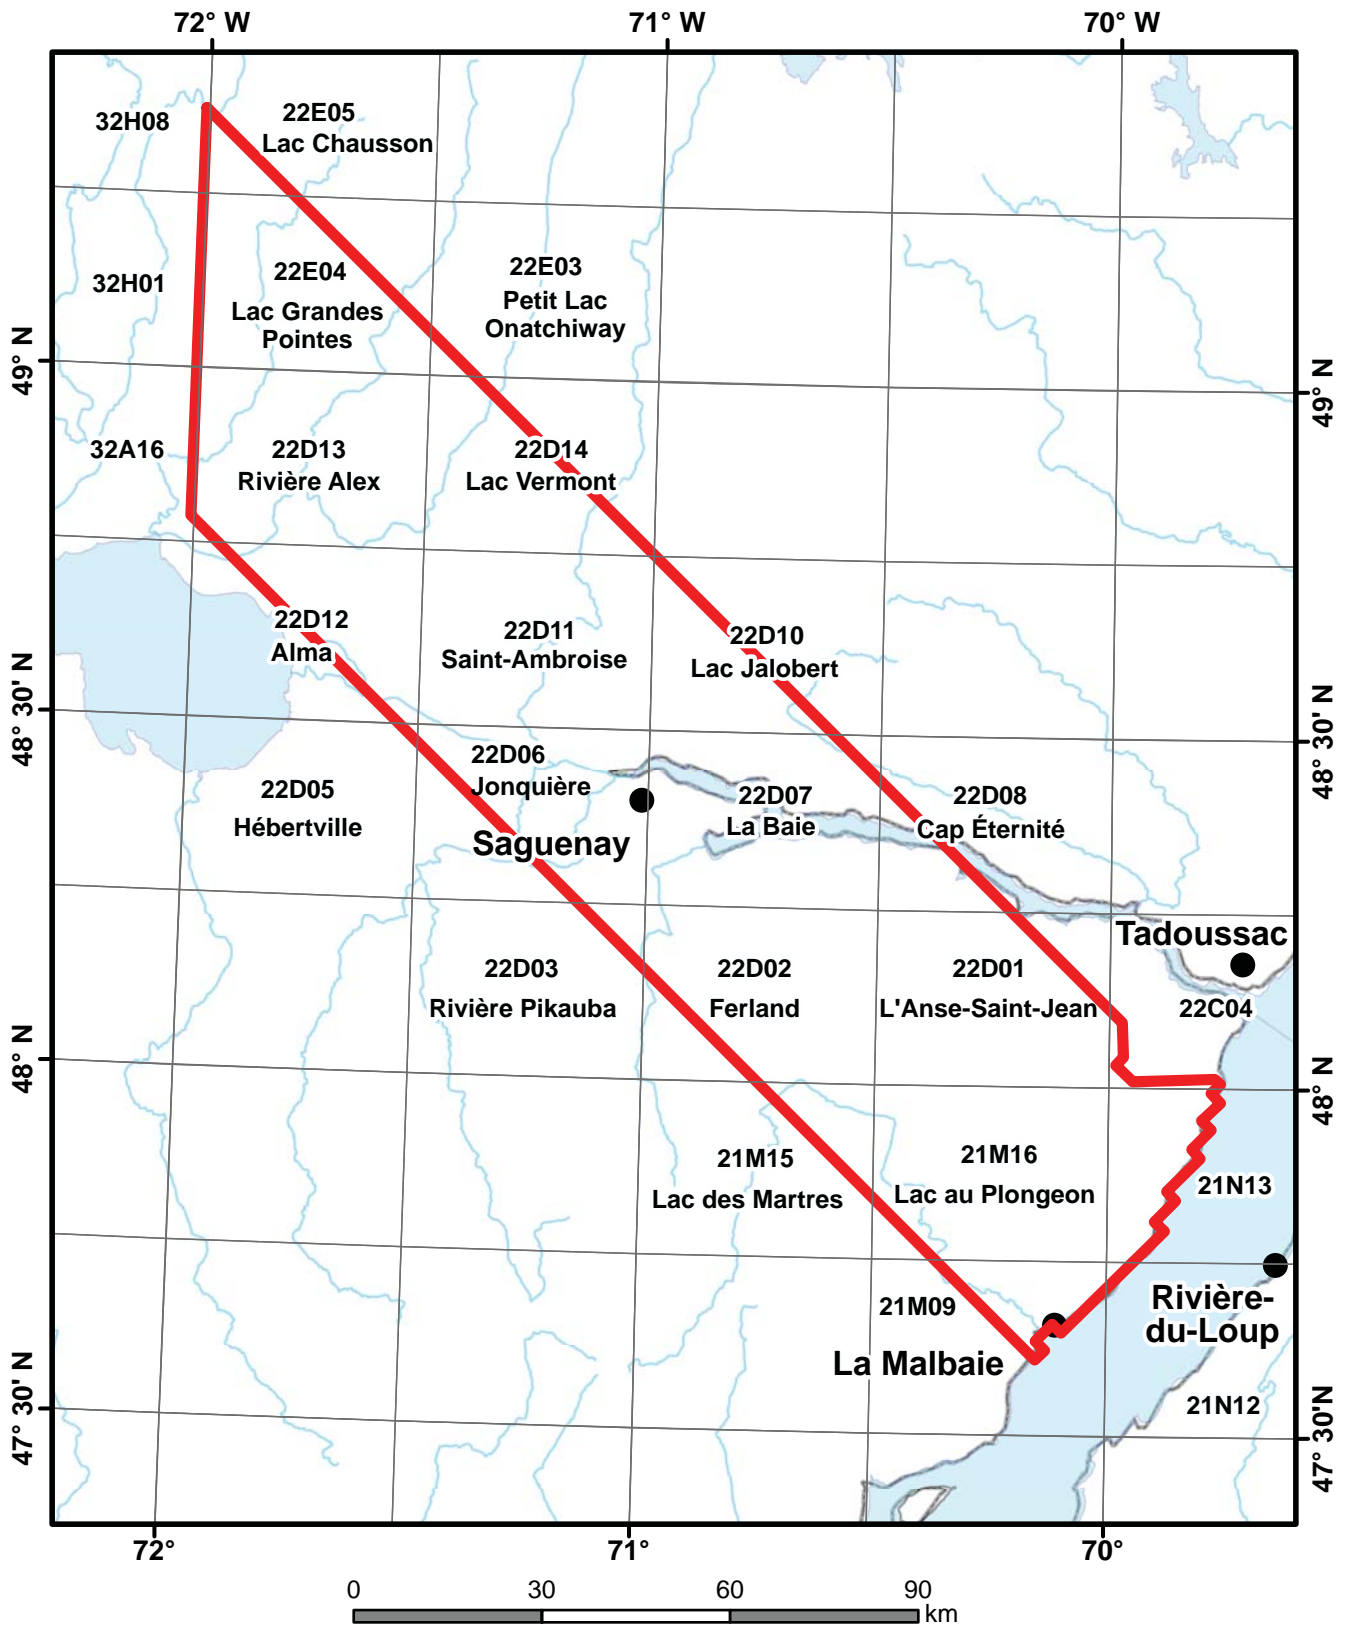 72° W
71° W
70° W
32H08
22E05
Lac Chausson
32H01
22E04
Lac Grandes
Pointes
22E03
Petit Lac
Onatchiway
49° N
49° N
32A16
22D13
Rivière Alex
22D14
Lac Vermont
22D12
Alma
22D11
Saint-Ambroise
22D10
Lac Jalobert
48° 30' N
48° 30' N
22D05
Hébertville
22D06
Jonquière
Saguenay
22D07
La Baie
22D08
Cap Éternité
Tadoussac
22D03
Rivière Pikauba
22D02
Ferland
22D01
L'Anse-Saint-Jean
22C04
48° N
48° N
21M15
Lac des Martres
21M16
Lac au Plongeon
21N13
21M09
La Malbaie
Rivière-
du-Loup
21N12
47° 30' N
47° 30'N
72°
71°
70°
0 30 60 90
km